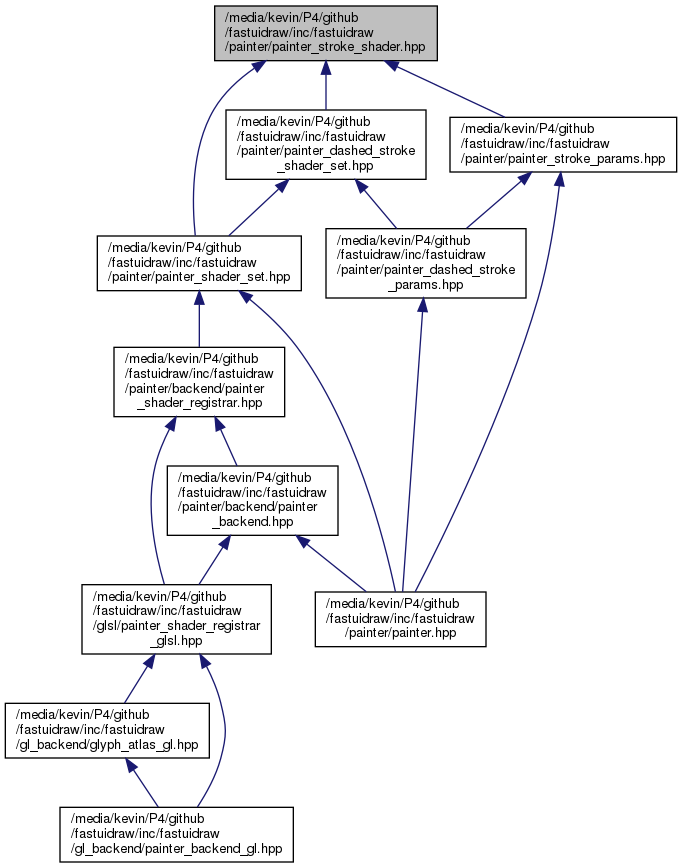 /media/kevin/P4/github
/fastuidraw/inc/fastuidraw
/painter/painter_stroke_shader.hpp
/media/kevin/P4/github
/fastuidraw/inc/fastuidraw
/painter/painter_dashed_stroke
_shader_set.hpp
/media/kevin/P4/github
/fastuidraw/inc/fastuidraw
/painter/painter_stroke_params.hpp
/media/kevin/P4/github
/fastuidraw/inc/fastuidraw
/painter/painter_shader_set.hpp
/media/kevin/P4/github
/fastuidraw/inc/fastuidraw
/painter/painter_dashed_stroke
_params.hpp
/media/kevin/P4/github
/fastuidraw/inc/fastuidraw
/painter/backend/painter
_shader_registrar.hpp
/media/kevin/P4/github
/fastuidraw/inc/fastuidraw
/painter/backend/painter
_backend.hpp
/media/kevin/P4/github
/fastuidraw/inc/fastuidraw
/glsl/painter_shader_registrar
_glsl.hpp
/media/kevin/P4/github
/fastuidraw/inc/fastuidraw
/painter/painter.hpp
/media/kevin/P4/github
/fastuidraw/inc/fastuidraw
/gl_backend/glyph_atlas_gl.hpp
/media/kevin/P4/github
/fastuidraw/inc/fastuidraw
/gl_backend/painter_backend_gl.hpp